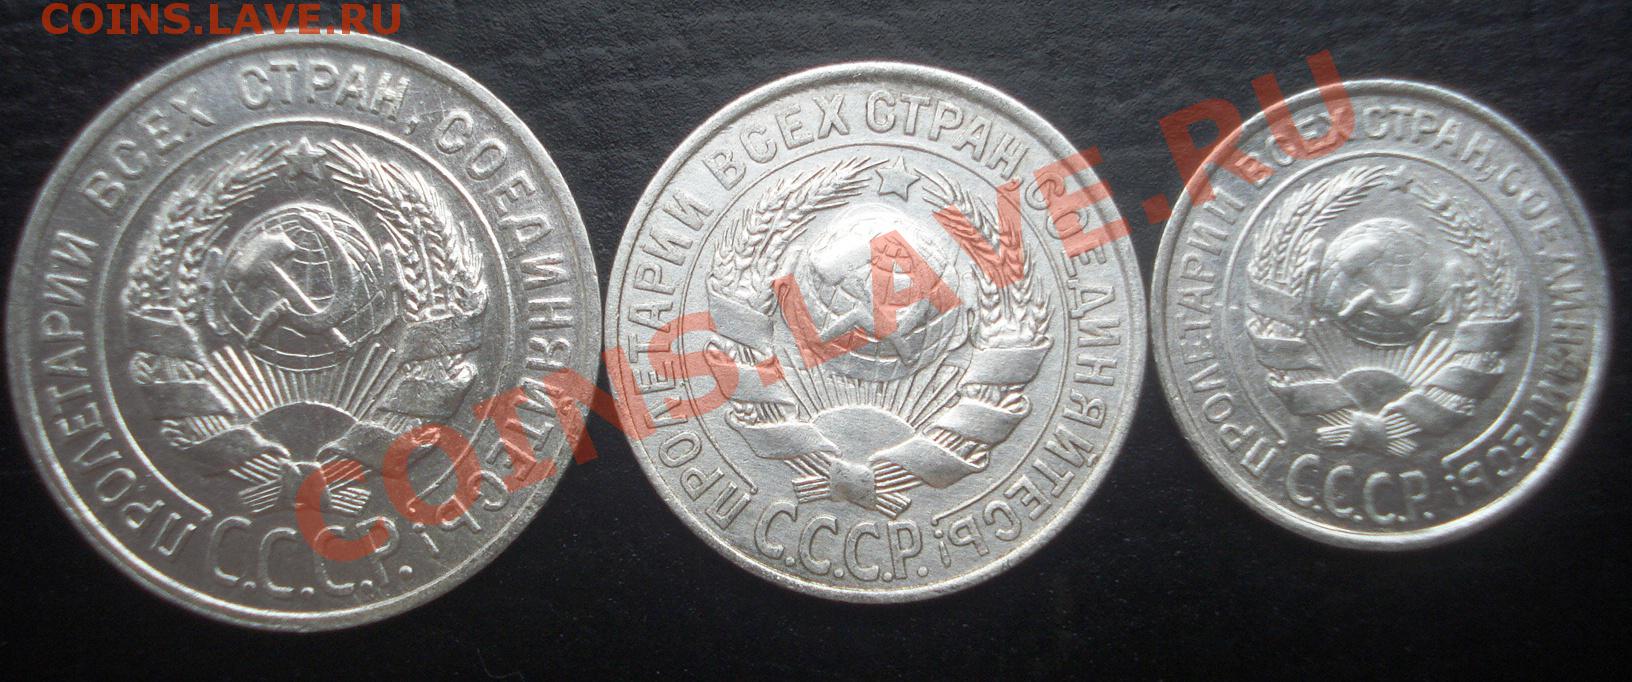 COINS.LAVE.RU
ПРОЛЕТАРИИ ВСЕХ СТРАН, СОЕДИНЯЙТЕСЬ!
С.С.С.Р.
ПРОЛЕТАРИИ ВСЕХ СТРАН, СОЕДИНЯЙТЕСЬ!
С.С.С.Р.
ПРОЛЕТАРИИ ВСЕХ СТРАН, СОЕДИНЯЙТЕСЬ!
С.С.С.Р.
COINS.LAVE.RU